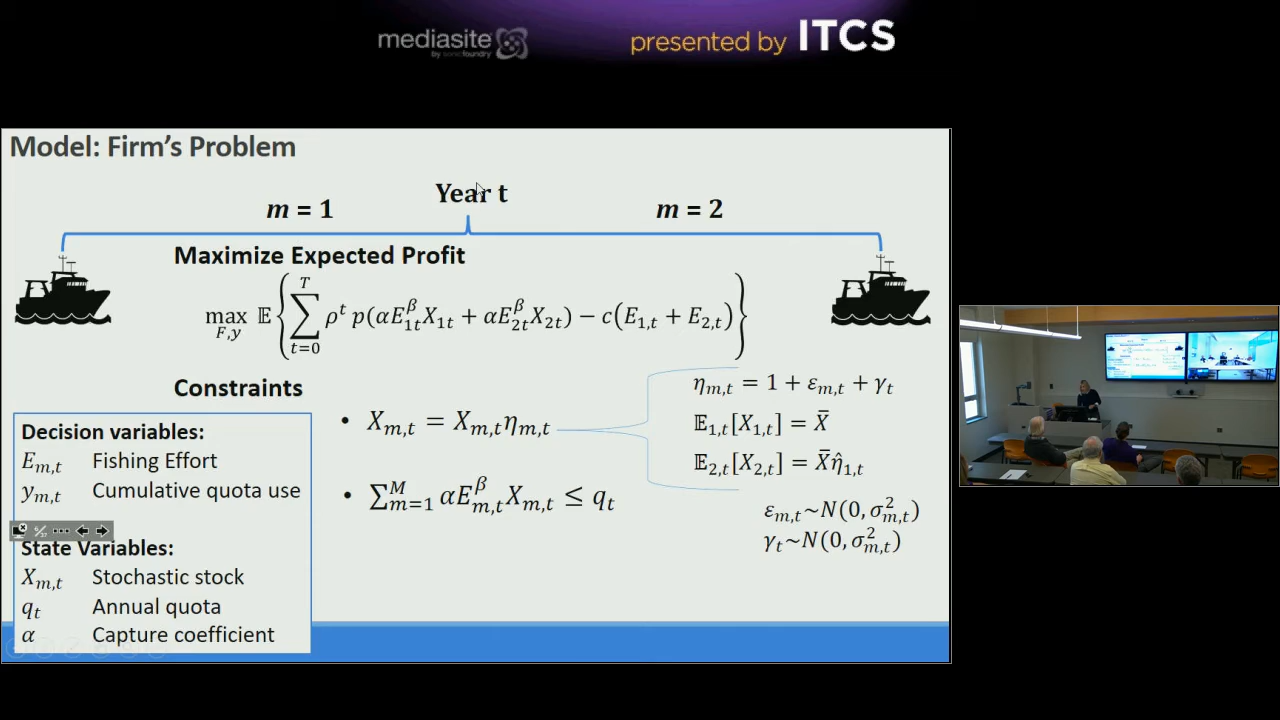 mediasite
by sonicfoundry
presented by ITCS
Model: Firm's Problem
Year t
m = 1
m = 2
Maximize Expected Profit
max_{F,y} 𝔼 { ∑_{t=0}^{T} ρ^t p(αE_{1t}^β X_{1t} + αE_{2t}^β X_{2t}) − c(E_{1,t} + E_{2,t}) }
Constraints
• X_{m,t} = X_{m,t}η_{m,t}
• ∑_{m=1}^{M} αE_{m,t}^β X_{m,t} ≤ q_t
η_{m,t} = 1 + ε_{m,t} + γ_t
𝔼_{1,t}[X_{1,t}] = X̄
𝔼_{2,t}[X_{2,t}] = X̄η̂_{1,t}
ε_{m,t}~N(0, σ_{m,t}^2)
γ_t~N(0, σ_{m,t}^2)
Decision variables:
E_{m,t} Fishing Effort
y_{m,t} Cumulative quota use
State Variables:
X_{m,t} Stochastic stock
q_t Annual quota
α Capture coefficient